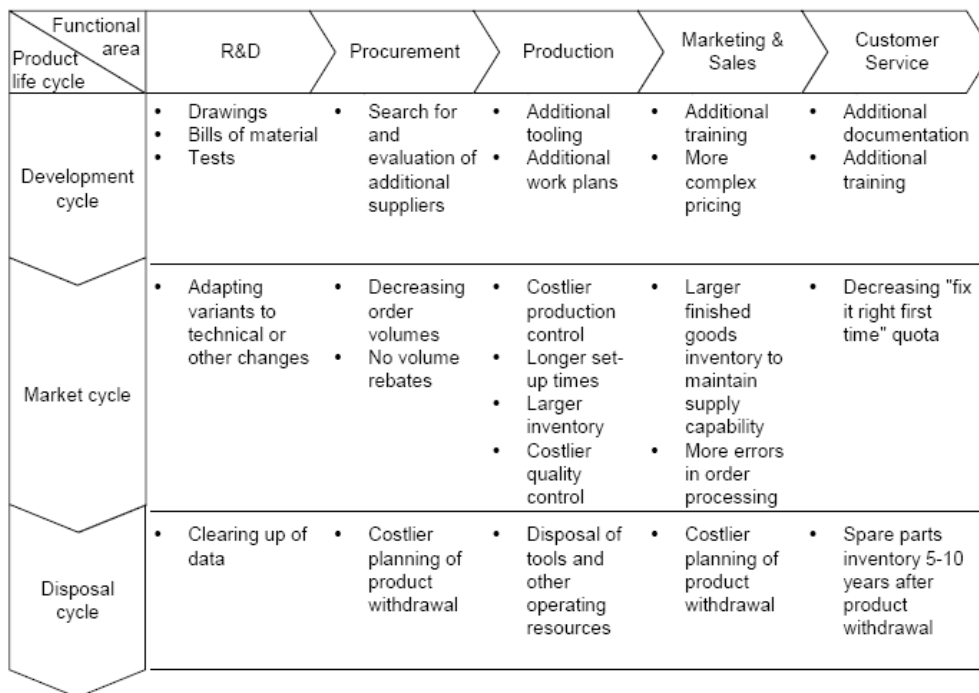 Functional
area
Product
life cycle
R&D
Procurement
Production
Marketing &
Sales
Customer
Service
Development
cycle
• Drawings
• Bills of material
• Tests
• Search for
and
evaluation of
additional
suppliers
• Additional
tooling
• Additional
work plans
• Additional
training
• More
complex
pricing
• Additional
documentation
• Additional
training
Market cycle
• Adapting
variants to
technical or
other changes
• Decreasing
order
volumes
• No volume
rebates
• Costlier
production
control
• Longer set-
up times
• Larger
inventory
• Costlier
quality
control
• Larger
finished
goods
inventory to
maintain
supply
capability
• More errors
in order
processing
• Decreasing "fix
it right first
time" quota
Disposal
cycle
• Clearing up of
data
• Costlier
planning of
product
withdrawal
• Disposal of
tools and
other
operating
resources
• Costlier
planning of
product
withdrawal
• Spare parts
inventory 5-10
years after
product
withdrawal